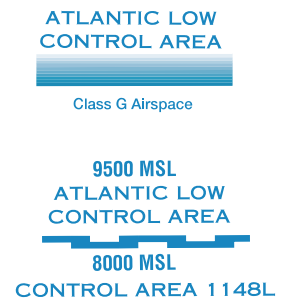 ATLANTIC LOW
CONTROL AREA
Class G Airspace
9500 MSL
ATLANTIC LOW
CONTROL AREA
8000 MSL
CONTROL AREA 1148L